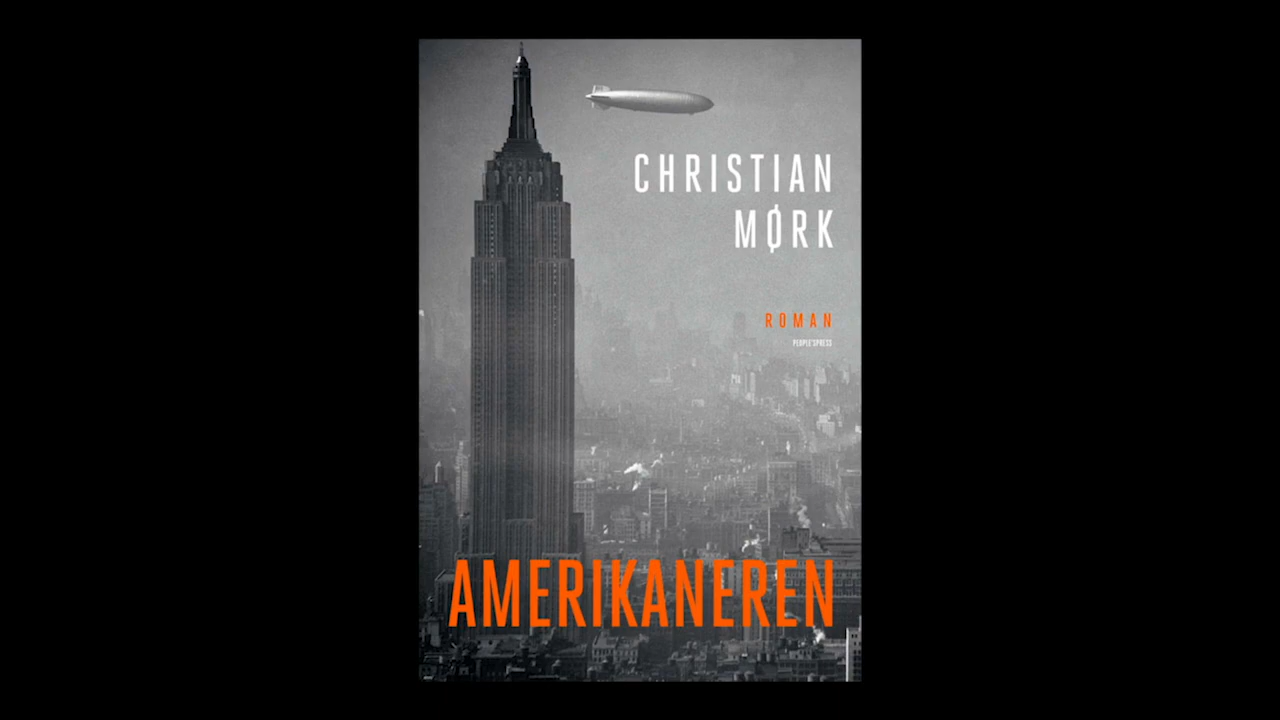 CHRISTIAN
MØRK
ROMAN
PEOPLE'SPRESS
AMERIKANEREN